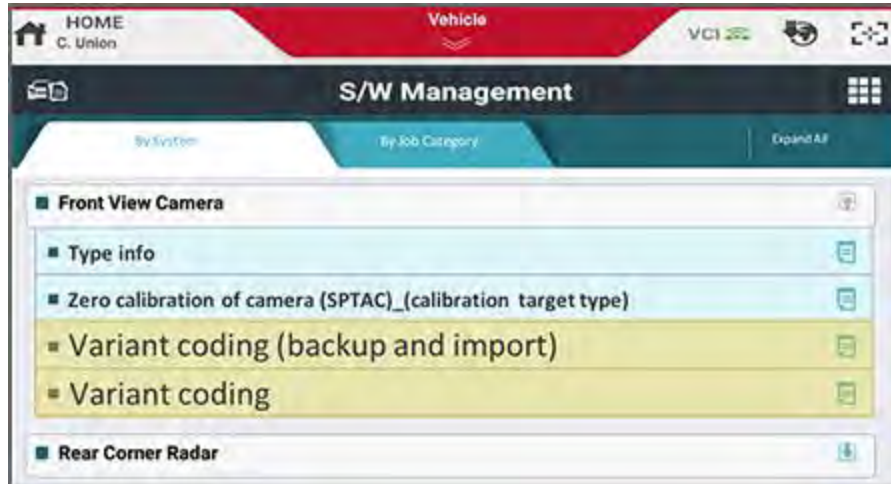 HOME
C. Union
Vehicle
VCI
S/W Management
By System
By Job Category
Expand All
Front View Camera
Type info
Zero calibration of camera (SPTAC)_(calibration target type)
Variant coding (backup and import)
Variant coding
Rear Corner Radar